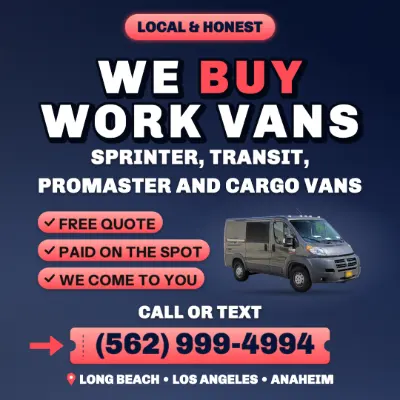 LOCAL & HONEST
WE BUY
WORK VANS
SPRINTER, TRANSIT,
PROMASTER AND CARGO VANS
FREE QUOTE
PAID ON THE SPOT
WE COME TO YOU
CALL OR TEXT
(562) 999-4994
LONG BEACH • LOS ANGELES • ANAHEIM